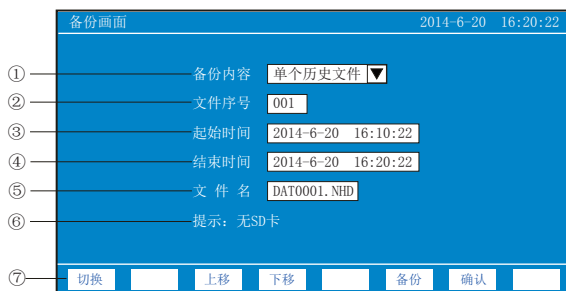 备份画面 2014-6-20 16:20:22
① 备份内容 单个历史文件
② 文件序号 001
③ 起始时间 2014-6-20 16:10:22
④ 结束时间 2014-6-20 16:20:22
⑤ 文 件 名 DAT0001.NHD
⑥ 提示：无SD卡
⑦ 切换 上移 下移 备份 确认